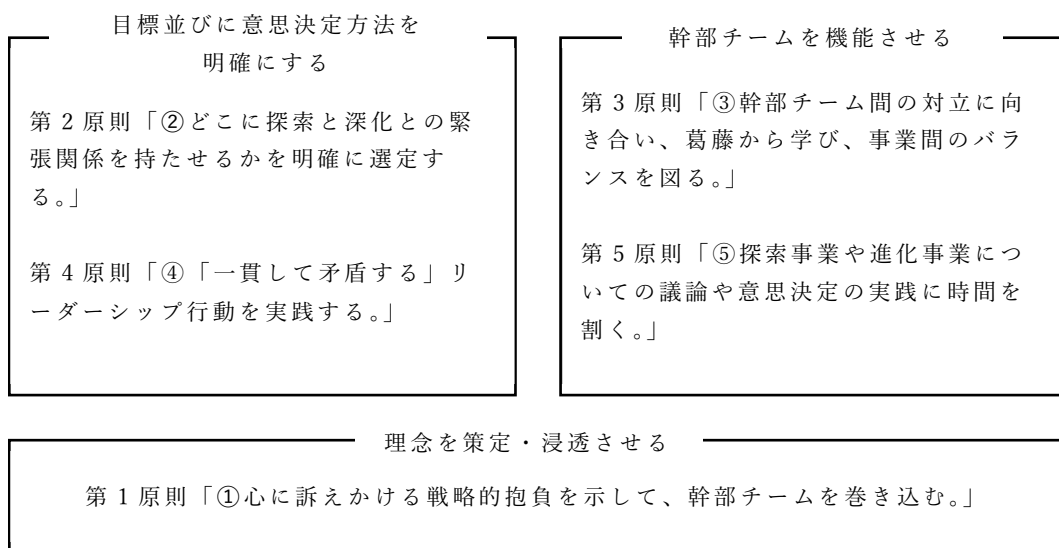 目標並びに意思決定方法を
明確にする
第2原則「②どこに探索と深化との緊
張関係を持たせるかを明確に選定す
る。」
第4原則「④「一貫して矛盾する」リ
ーダーシップ行動を実践する。」
幹部チームを機能させる
第3原則「③幹部チーム間の対立に向
き合い、葛藤から学び、事業間のバラ
ンスを図る。」
第5原則「⑤探索事業や進化事業につ
いての議論や意思決定の実践に時間を
割く。」
理念を策定・浸透させる
第1原則「①心に訴えかける戦略的抱負を示して、幹部チームを巻き込む。」